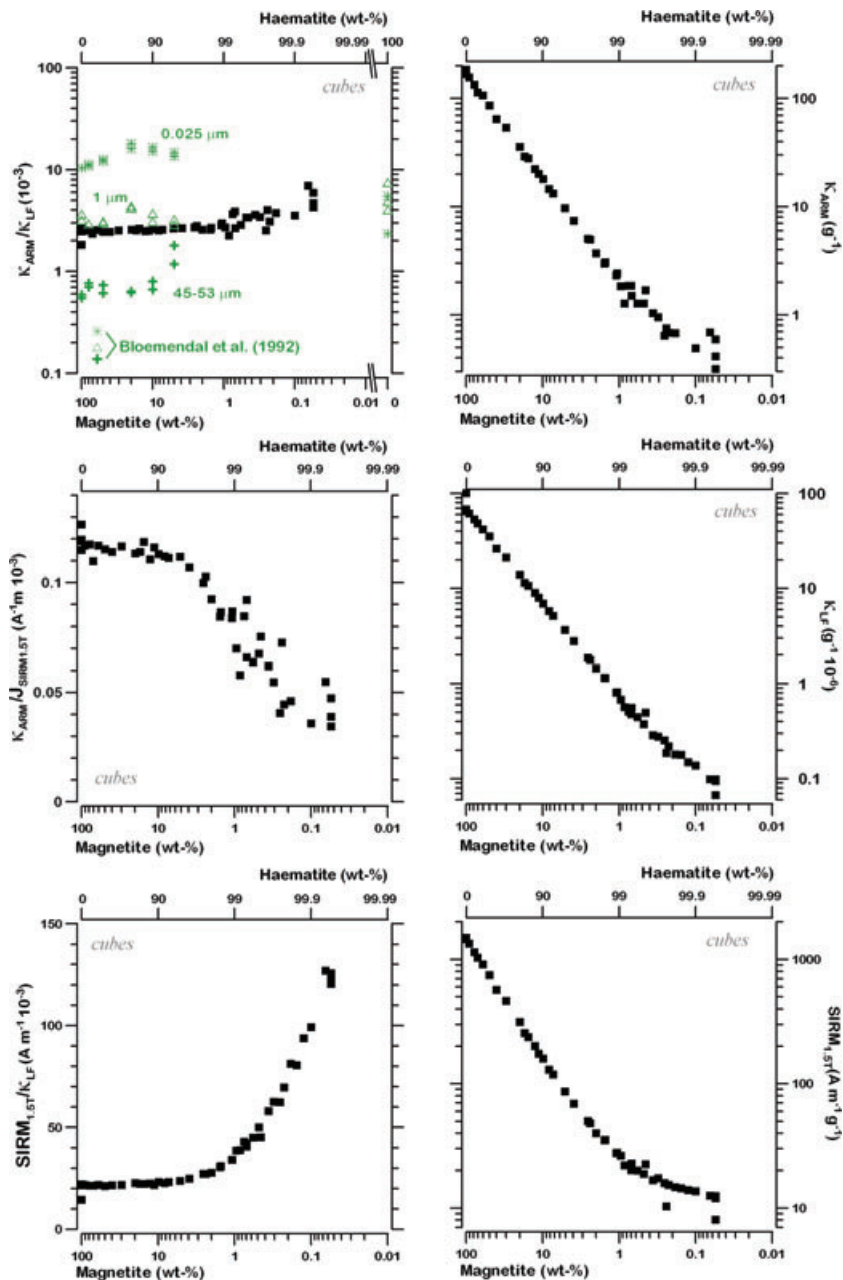 Haematite (wt-%)
0 90 99 99.9 99.99 100
cubes
100
10
1
0.1
κARM/κLF (10-3)
0.025 μm
1 μm
45-53 μm
Bloemendal et al. (1992)
100 10 1 0.1 0.01 0
Magnetite (wt-%)
Haematite (wt-%)
0 90 99 99.9 99.99
cubes
100
10
1
κARM (g-1)
100 10 1 0.1 0.01
Magnetite (wt-%)
Haematite (wt-%)
0 90 99 99.9 99.99
0.1
0.05
0
κARM/JSIRM1.5T (A-1m 10-3)
cubes
100 10 1 0.1 0.01
Magnetite (wt-%)
Haematite (wt-%)
0 90 99 99.9 99.99
cubes
100
10
1
0.1
κLF (g-1 10-6)
100 10 1 0.1 0.01
Magnetite (wt-%)
Haematite (wt-%)
0 90 99 99.9 99.99
cubes
150
100
50
0
SIRM1.5T/κLF (A m-1 10-3)
100 10 1 0.1 0.01
Magnetite (wt-%)
Haematite (wt-%)
0 90 99 99.9 99.99
cubes
1000
100
10
SIRM1.5T(A m-1 g-1)
100 10 1 0.1 0.01
Magnetite (wt-%)